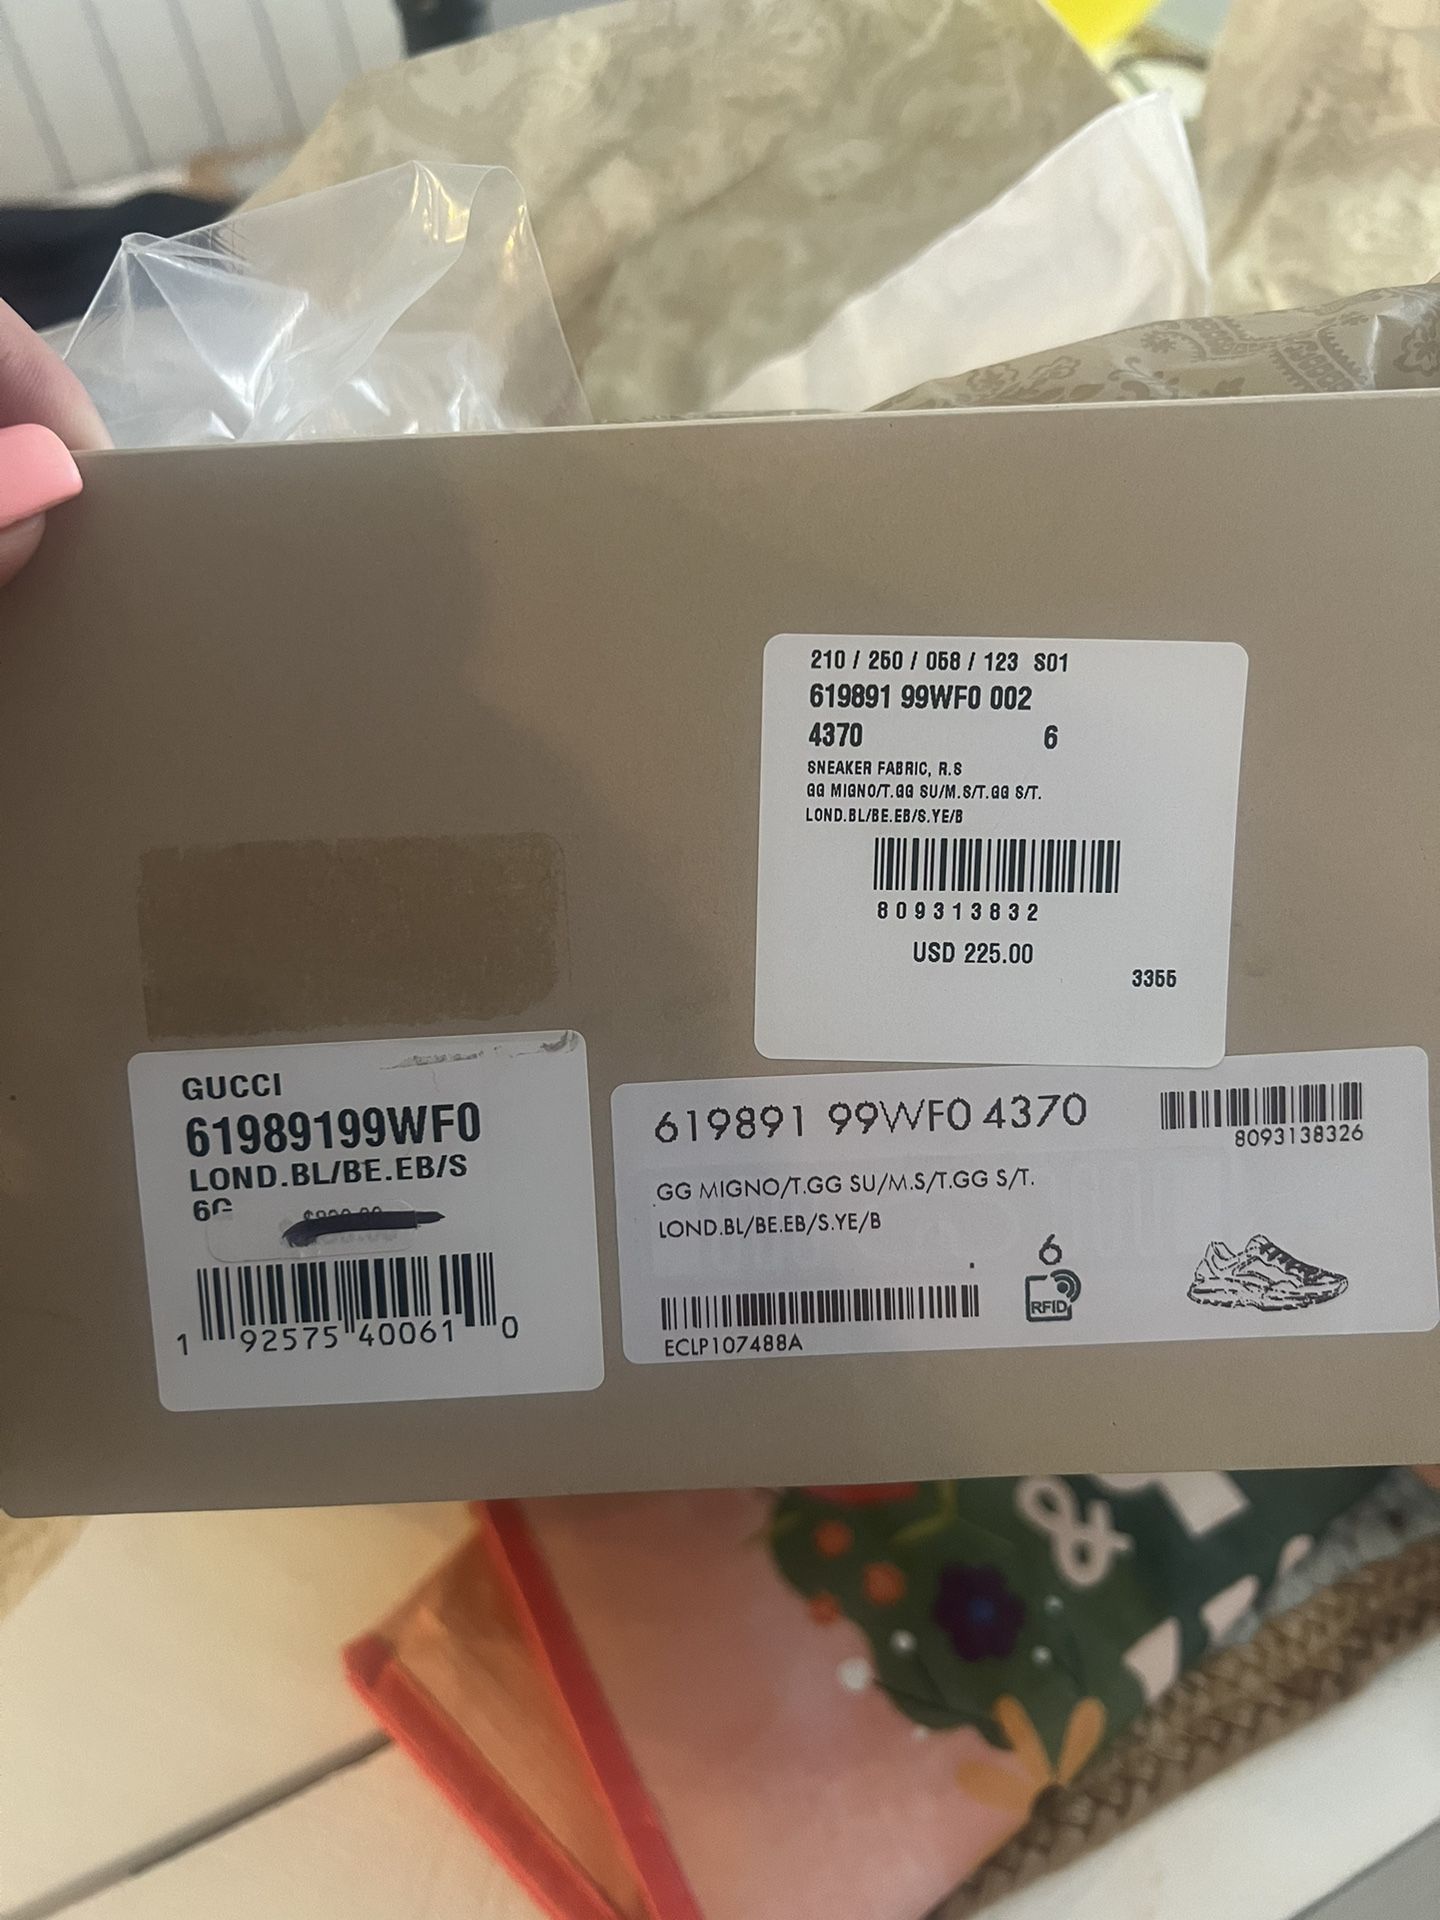 210 / 250 / 058 / 123 S01
619891 99WF0 002
4370 6
SNEAKER FABRIC, R.S
GG MIGNO/T.GG SU/M.S/T.GG S/T.
LOND.BL/BE.EB/S.YE/B
809313832
USD 225.00
3355
GUCCI
61989199WF0
LOND.BL/BE.EB/S
6G
1 92575 40061 0
619891 99WF0 4370
8093138326
GG MIGNO/T.GG SU/M.S/T.GG S/T.
LOND.BL/BE.EB/S.YE/B
6
RFID
ECLP107488A
&